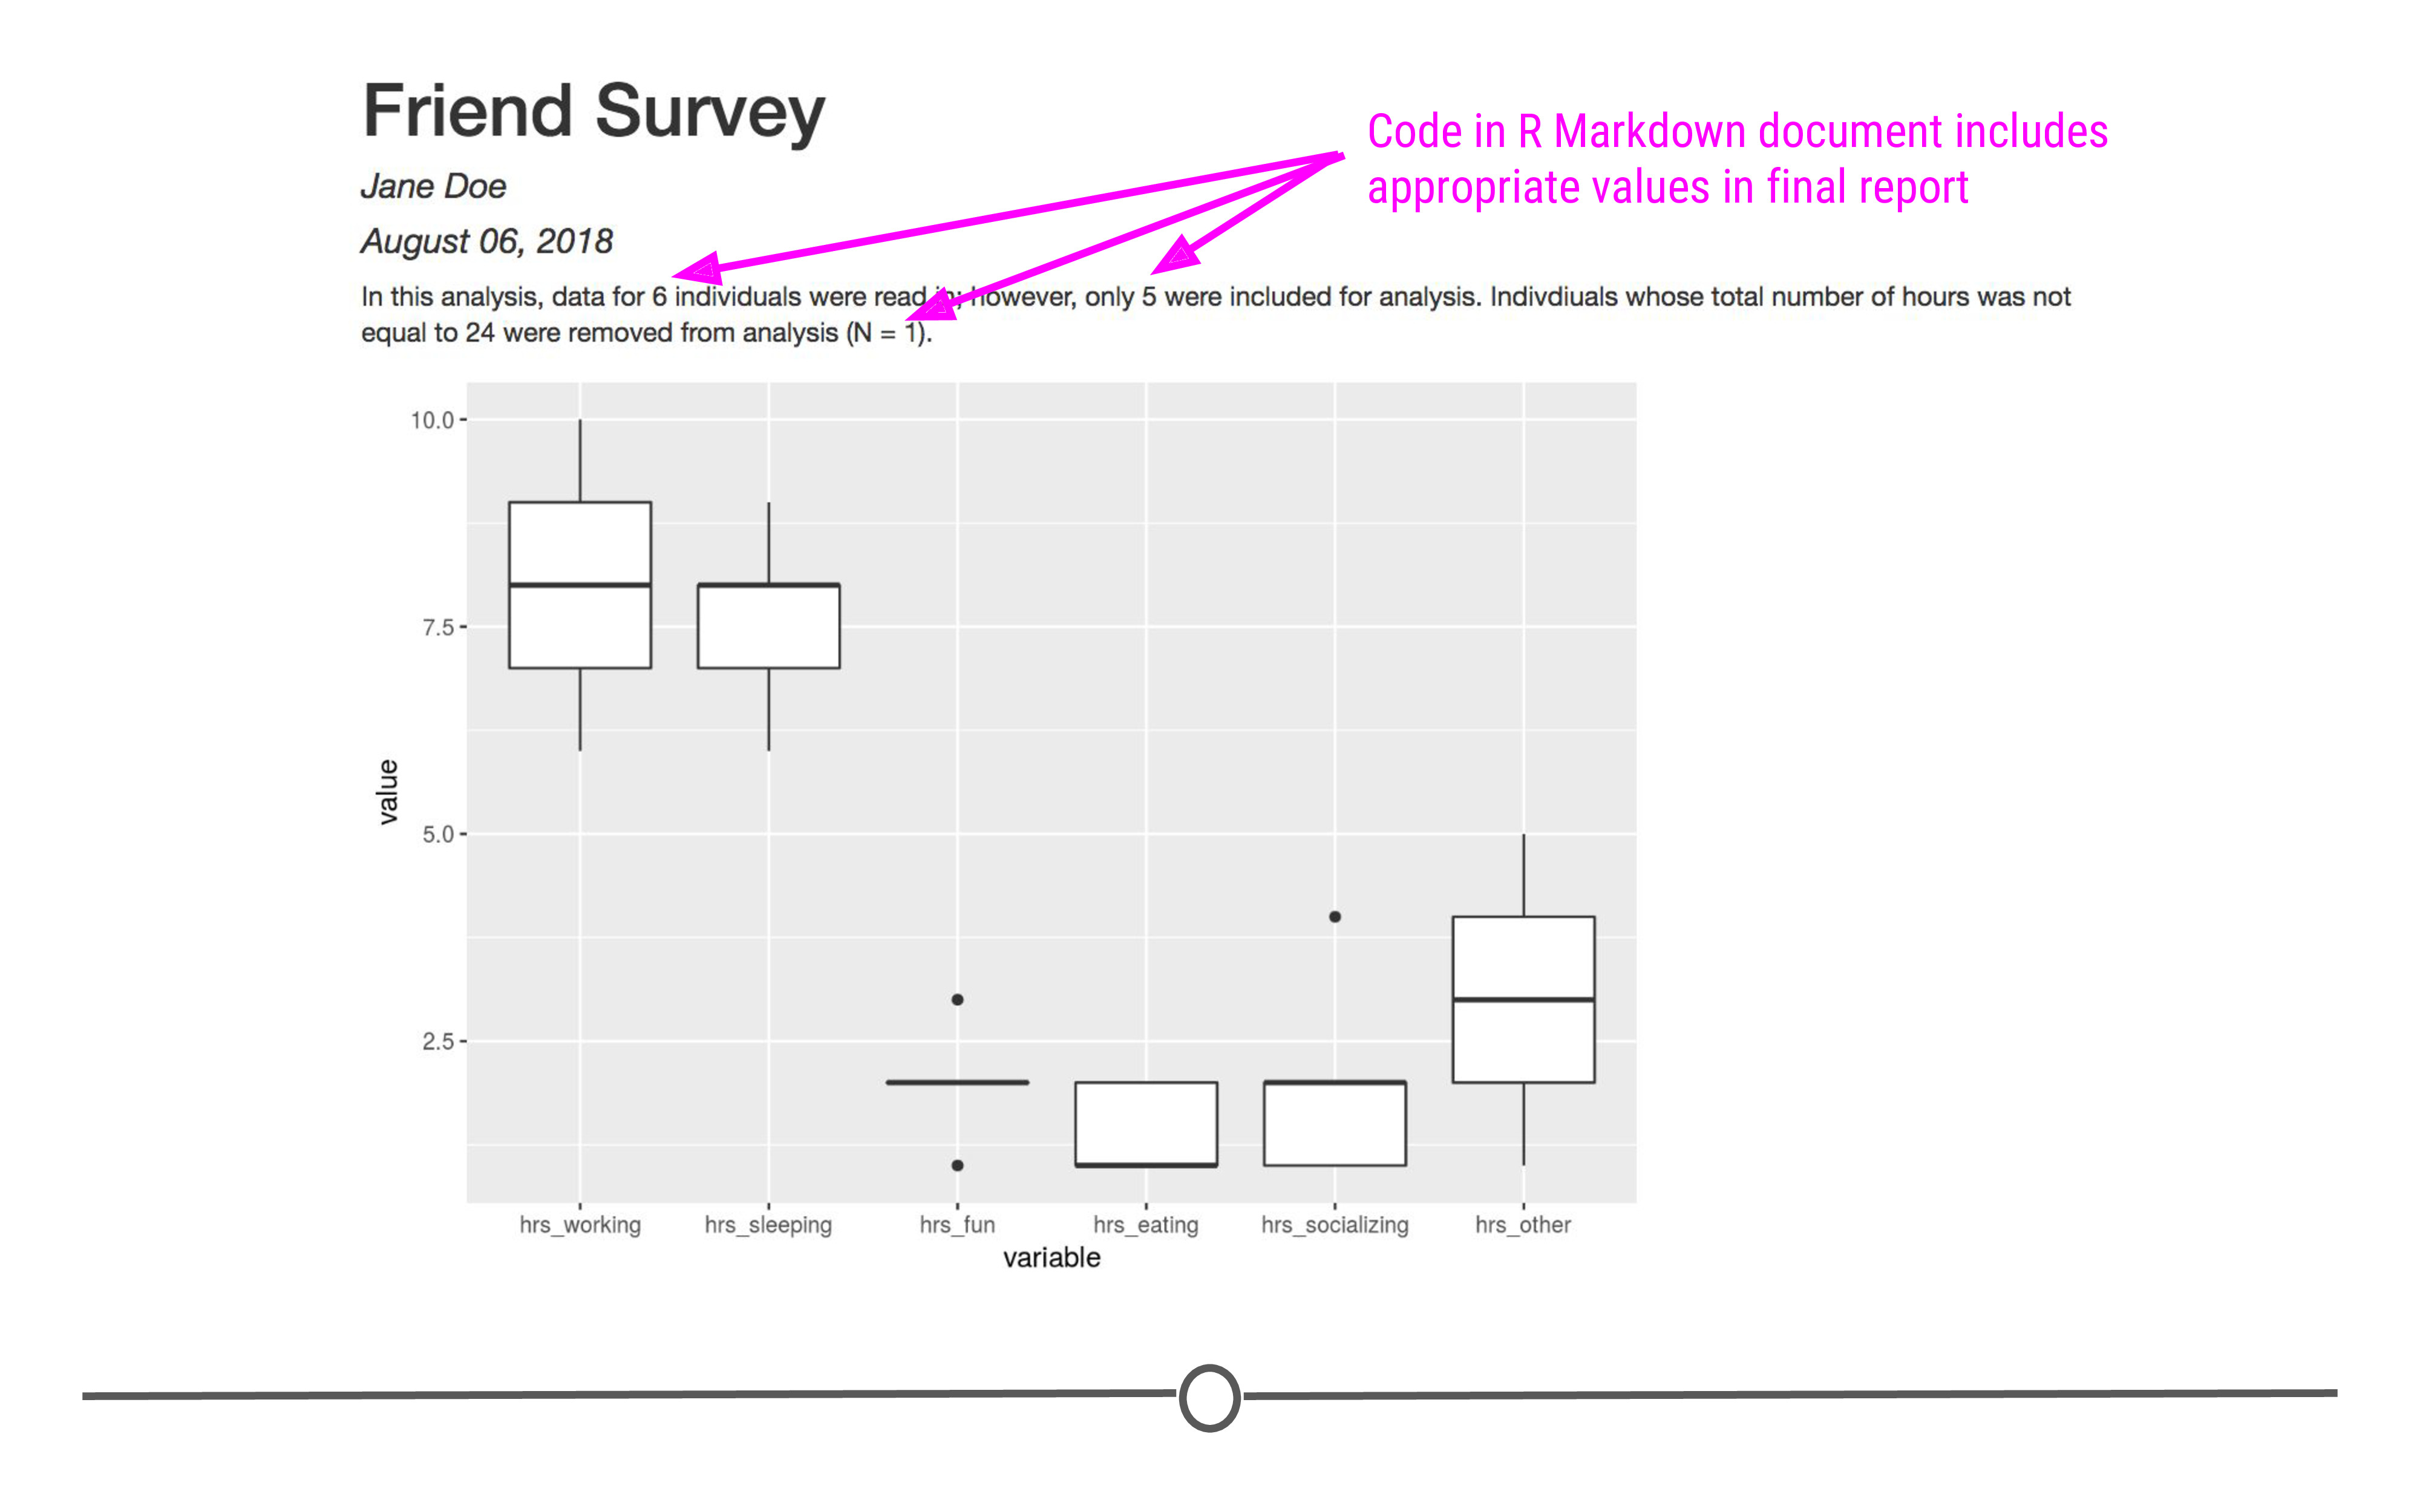 Friend Survey
Code in R Markdown document includes
appropriate values in final report
Jane Doe
August 06, 2018
In this analysis, data for 6 individuals were read in; however, only 5 were included for analysis. Indivdiuals whose total number of hours was not
equal to 24 were removed from analysis (N = 1).
10.0
7.5
5.0
2.5
value
hrs_working hrs_sleeping hrs_fun hrs_eating hrs_socializing hrs_other
variable